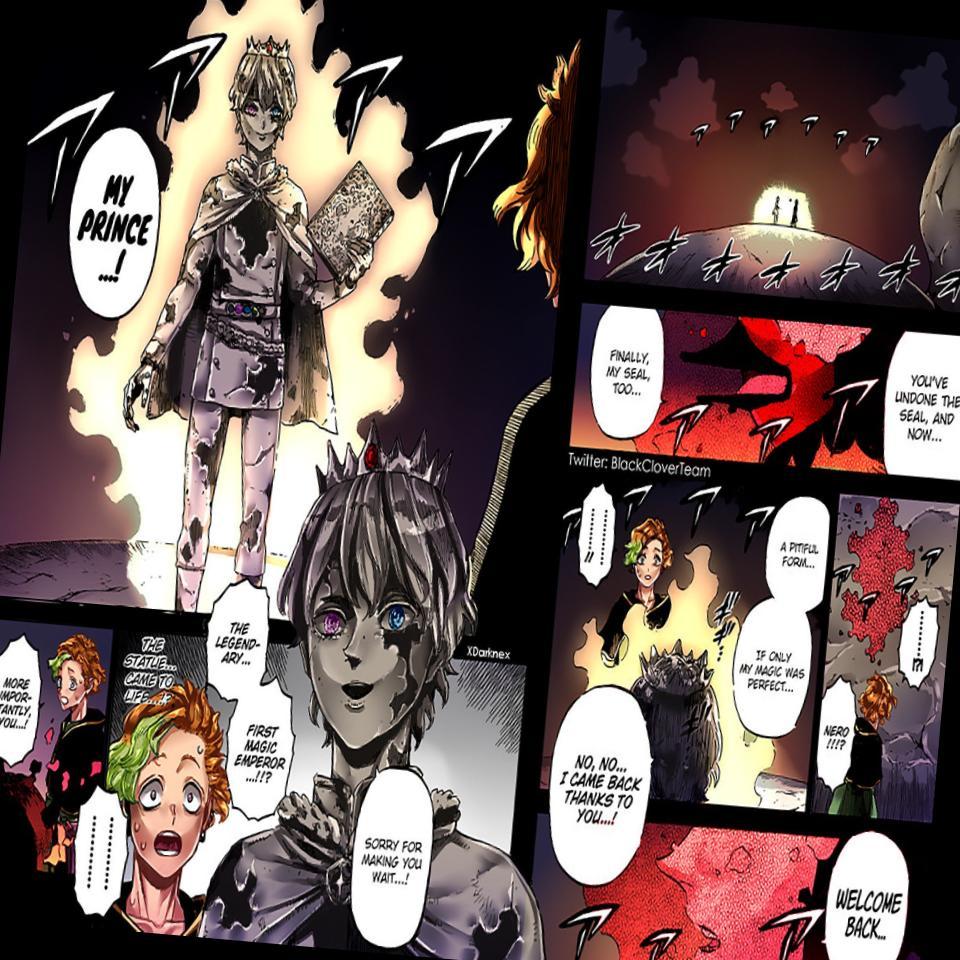 YOU'VE
UNDONE THE
SEAL, AND
NOW...
FINALLY,
MY SEAL,
TOO...
Twitter: BlackCloverTeam
..........!?
NERO
!!!?
A PITIFUL
FORM...
IF ONLY
MY MAGIC WAS
PERFECT...
..........!!
NO, NO...
I CAME BACK
THANKS TO
YOU...!
WELCOME
BACK...
MY
PRINCE
....!
XDarknex
SORRY FOR
MAKING YOU
WAIT....!
THE
LEGEND-
ARY...
FIRST
MAGIC
EMPEROR
...!!?
THE
STATUE...
CAME TO
LIFE...
..........
MORE
IMPOR-
TANTLY,
YOU...!